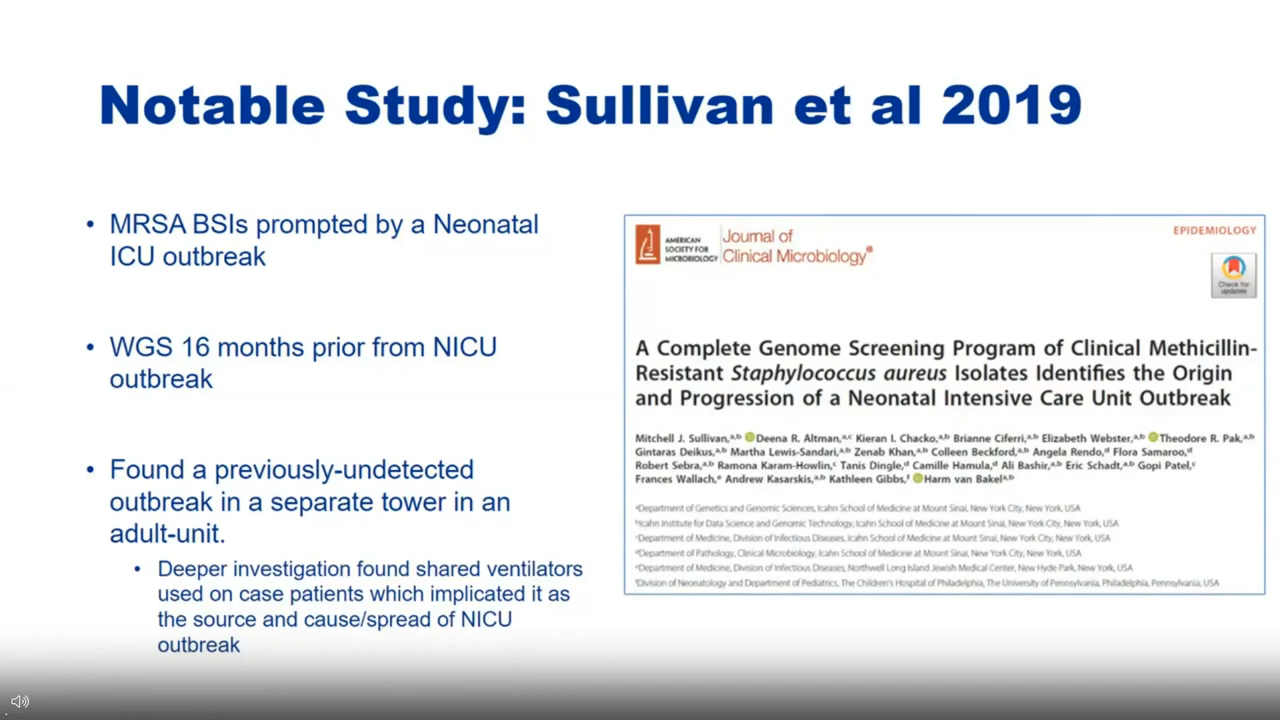 Notable Study: Sullivan et al 2019
• MRSA BSIs prompted by a Neonatal
ICU outbreak
• WGS 16 months prior from NICU
outbreak
• Found a previously-undetected
outbreak in a separate tower in an
adult-unit.
• Deeper investigation found shared ventilators
used on case patients which implicated it as
the source and cause/spread of NICU
outbreak
AMERICAN
SOCIETY FOR
MICROBIOLOGY
Journal of
Clinical Microbiology®
EPIDEMIOLOGY
Check for
updates
A Complete Genome Screening Program of Clinical Methicillin-
Resistant Staphylococcus aureus Isolates Identifies the Origin
and Progression of a Neonatal Intensive Care Unit Outbreak
Mitchell J. Sullivan,a,b Deena R. Altman,a,c Kieran I. Chacko,a,b Brianne Ciferri,a,b Elizabeth Webster,a,b Theodore R. Pak,a,b
Gintaras Deikus,a,b Martha Lewis-Sandari,a,b Zenab Khan,a,b Colleen Beckford,a,b Angela Rendo,d Flora Samaroo,d
Robert Sebra,a,b Ramona Karam-Howlin,c Tanis Dingle,d Camille Hamula,d Ali Bashir,a,b Eric Schadt,a,b Gopi Patel,c
Frances Wallach,e Andrew Kasarskis,a,b Kathleen Gibbs,f Harm van Bakela,b
aDepartment of Genetics and Genomic Sciences, Icahn School of Medicine at Mount Sinai, New York City, New York, USA
bIcahn Institute for Data Science and Genomic Technology, Icahn School of Medicine at Mount Sinai, New York City, New York, USA
cDepartment of Medicine, Division of Infectious Diseases, Icahn School of Medicine at Mount Sinai, New York City, New York, USA
dDepartment of Pathology, Clinical Microbiology, Icahn School of Medicine at Mount Sinai, New York City, New York, USA
eDepartment of Medicine, Division of Infectious Diseases, Northwell Long Island Jewish Medical Center, New Hyde Park, New York, USA
fDivision of Neonatology and Department of Pediatrics, The Children's Hospital of Philadelphia, The University of Pennsylvania, Philadelphia, Pennsylvania, USA